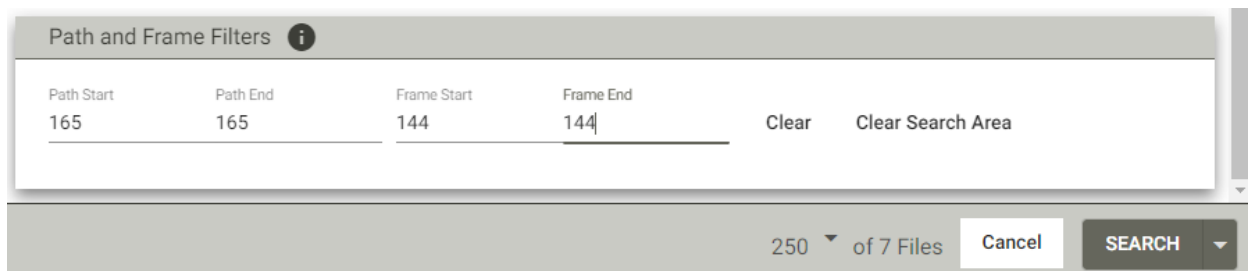 Path and Frame Filters i
Path Start Path End Frame Start Frame End
165 165 144 144 Clear Clear Search Area
250 of 7 Files Cancel SEARCH